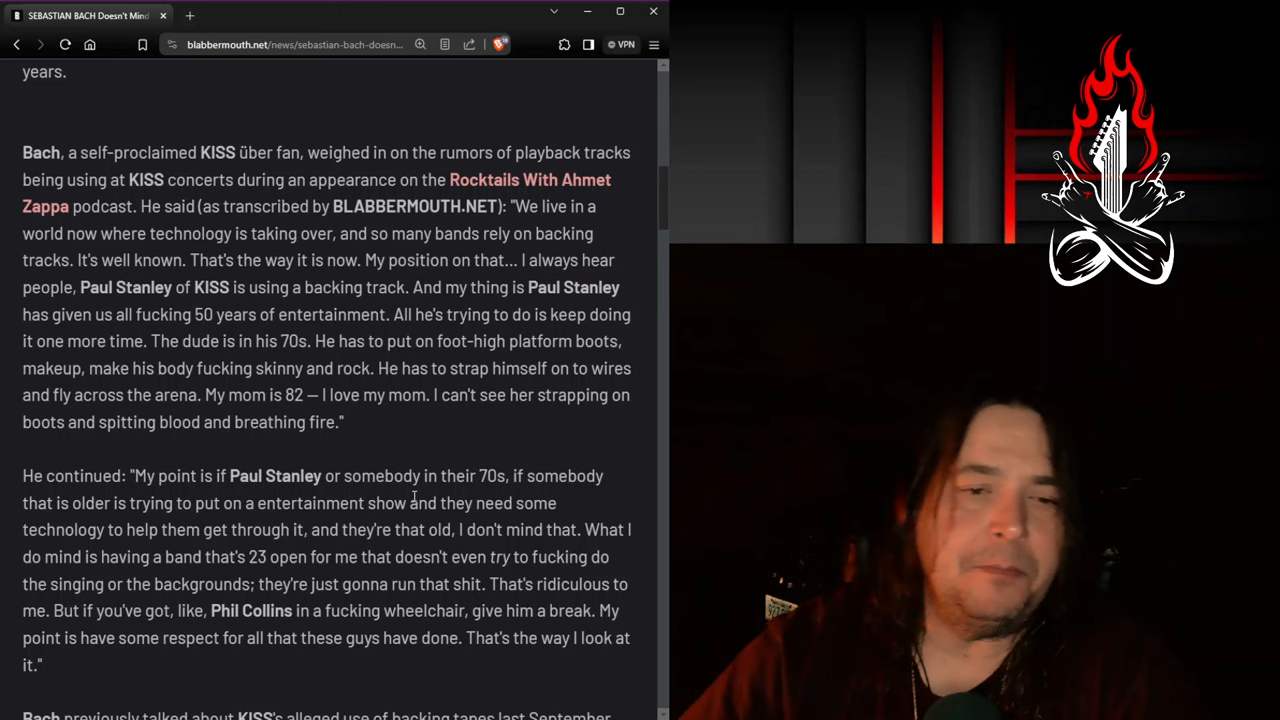 SEBASTIAN BACH Doesn't Mind
blabbermouth.net/news/sebastian-bach-doesn...
18
VPN
years.
Bach, a self-proclaimed KISS über fan, weighed in on the rumors of playback tracks
being using at KISS concerts during an appearance on the Rocktails With Ahmet
Zappa podcast. He said (as transcribed by BLABBERMOUTH.NET): "We live in a
world now where technology is taking over, and so many bands rely on backing
tracks. It's well known. That's the way it is now. My position on that... I always hear
people, Paul Stanley of KISS is using a backing track. And my thing is Paul Stanley
has given us all fucking 50 years of entertainment. All he's trying to do is keep doing
it one more time. The dude is in his 70s. He has to put on foot-high platform boots,
makeup, make his body fucking skinny and rock. He has to strap himself on to wires
and fly across the arena. My mom is 82 — I love my mom. I can't see her strapping on
boots and spitting blood and breathing fire."
He continued: "My point is if Paul Stanley or somebody in their 70s, if somebody
that is older is trying to put on a entertainment show and they need some
technology to help them get through it, and they're that old, I don't mind that. What I
do mind is having a band that's 23 open for me that doesn't even try to fucking do
the singing or the backgrounds; they're just gonna run that shit. That's ridiculous to
me. But if you've got, like, Phil Collins in a fucking wheelchair, give him a break. My
point is have some respect for all that these guys have done. That's the way I look at
it."
Bach previously talked about KISS's alleged use of backing tapes last September